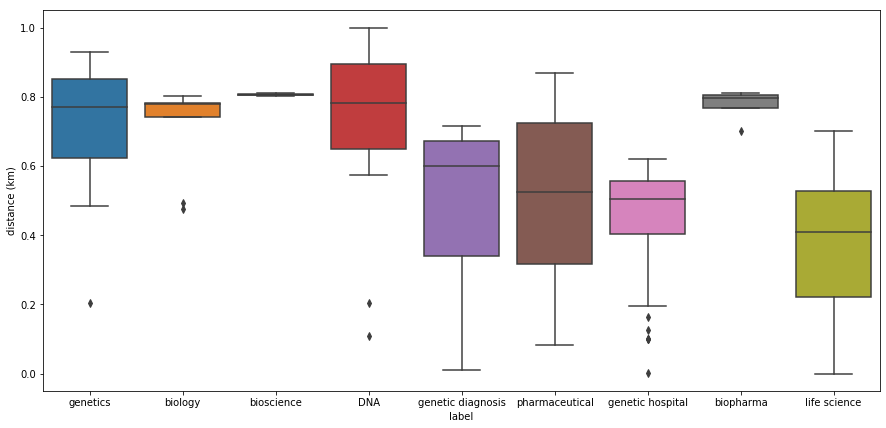 distance (km)
1.0
0.8
0.6
0.4
0.2
0.0
genetics biology bioscience DNA genetic diagnosis pharmaceutical genetic hospital biopharma life science
label